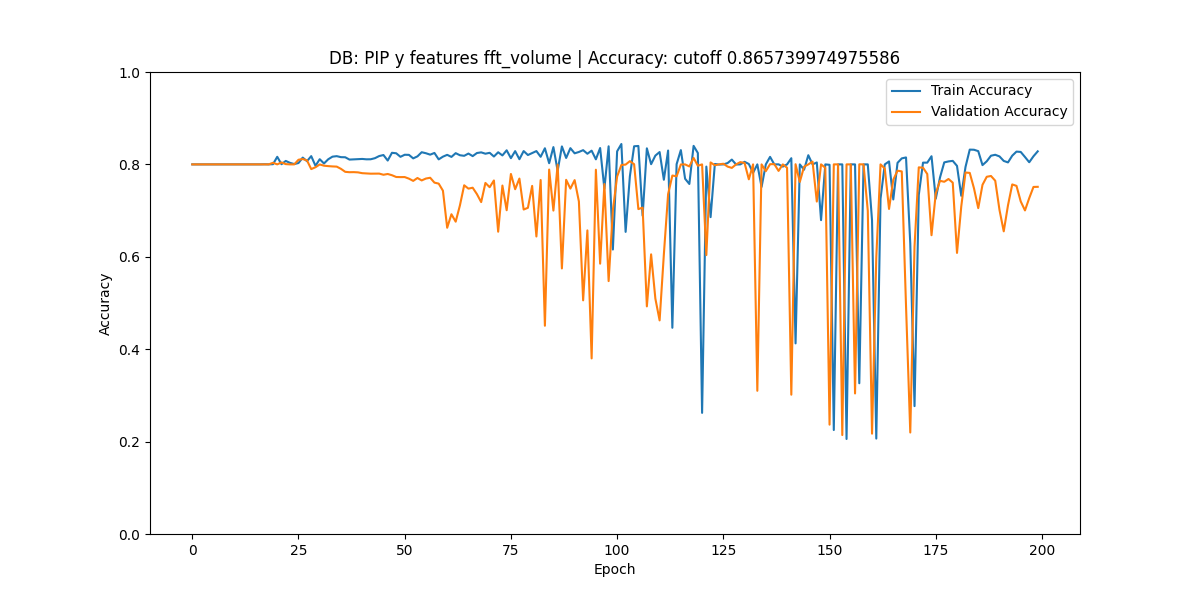 DB: PIP y features fft_volume | Accuracy: cutoff 0.865739974975586
1.0
0.8
0.6
0.4
0.2
0.0
Accuracy
Train Accuracy
Validation Accuracy
0 25 50 75 100 125 150 175 200
Epoch